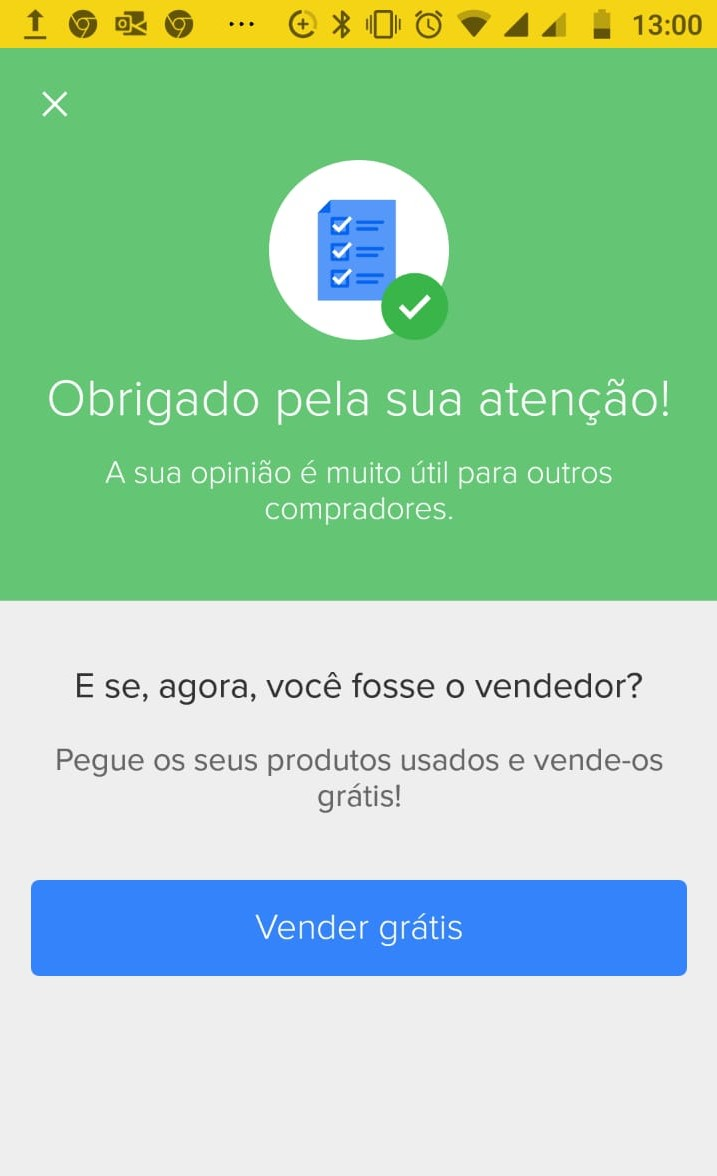 13:00
Obrigado pela sua atenção!
A sua opinião é muito útil para outros
compradores.
E se, agora, você fosse o vendedor?
Pegue os seus produtos usados e vende-os
grátis!
Vender grátis